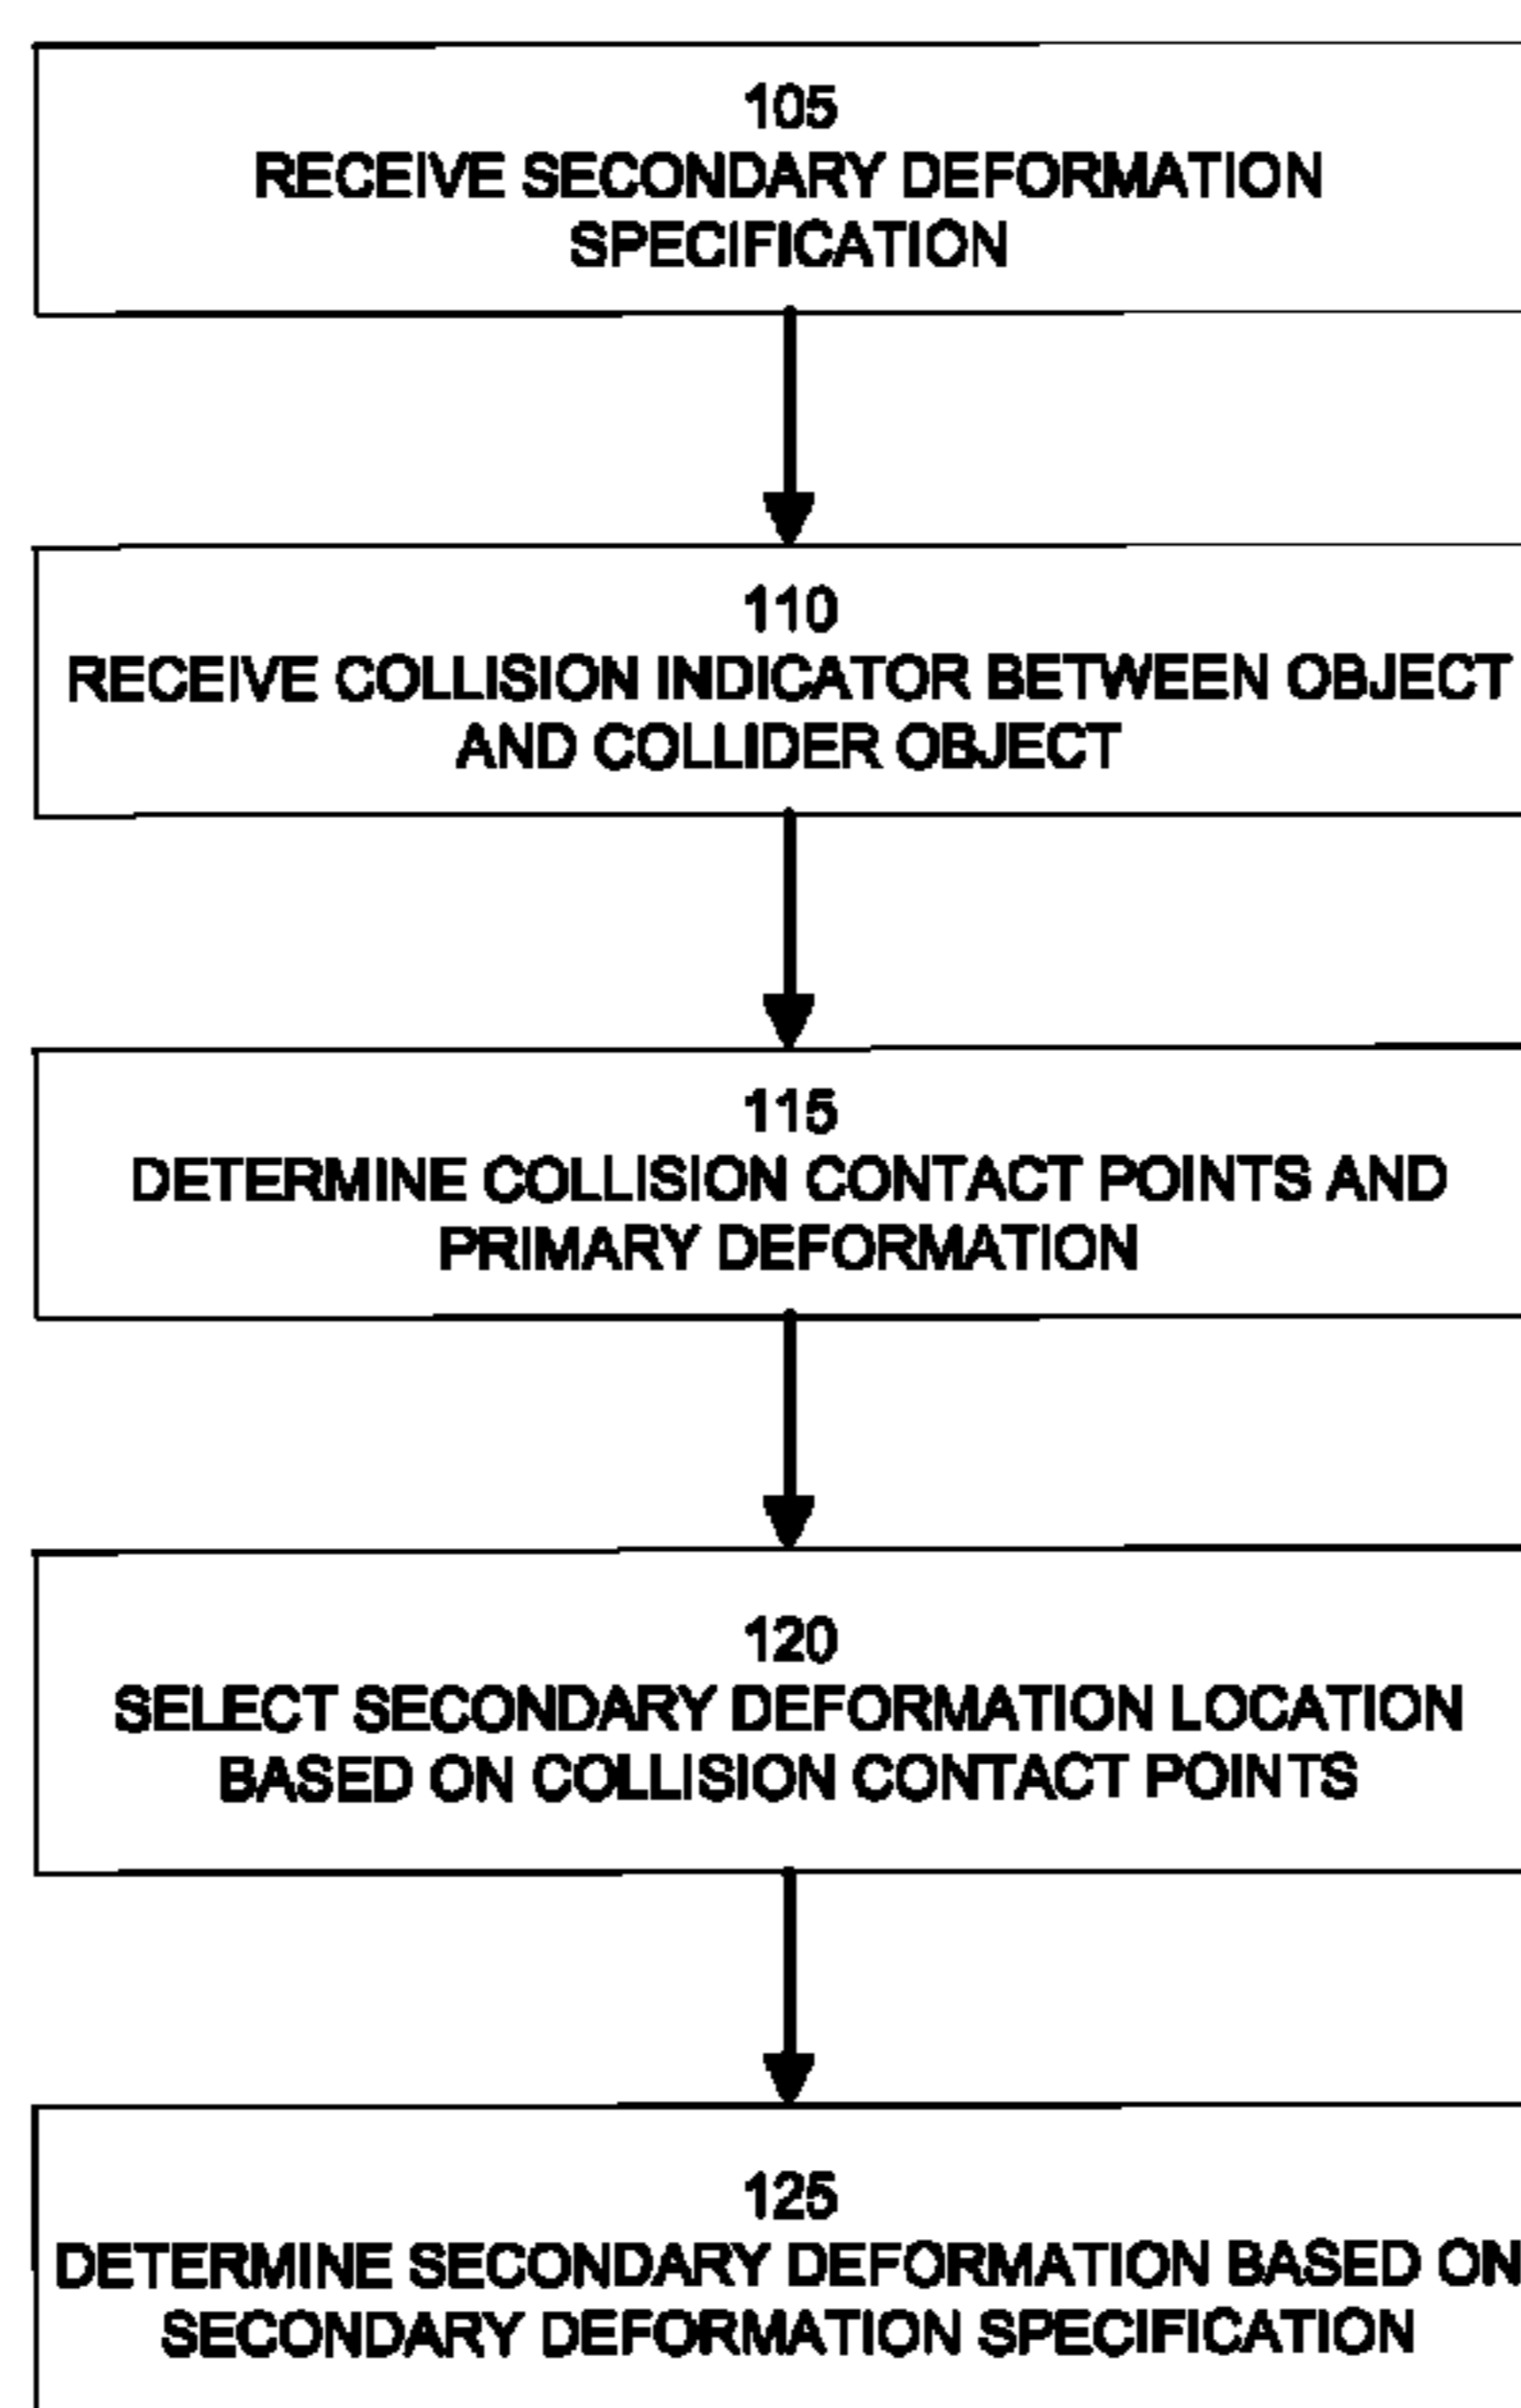 105
RECEIVE SECONDARY DEFORMATION
SPECIFICATION
110
RECEIVE COLLISION INDICATOR BETWEEN OBJECT
AND COLLIDER OBJECT
115
DETERMINE COLLISION CONTACT POINTS AND
PRIMARY DEFORMATION
120
SELECT SECONDARY DEFORMATION LOCATION
BASED ON COLLISION CONTACT POINTS
125
DETERMINE SECONDARY DEFORMATION BASED ON
SECONDARY DEFORMATION SPECIFICATION